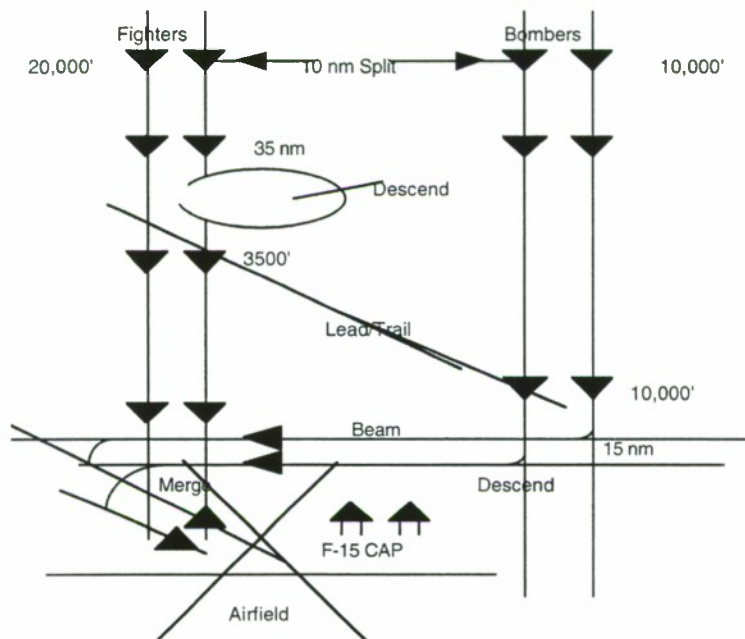 Fighters
Bombers
20,000'
10 nm Split
10,000'
35 nm
Descend
3500'
Lead/Trail
10,000'
Beam
15 nm
Merge
Descend
F-15 CAP
Airfield